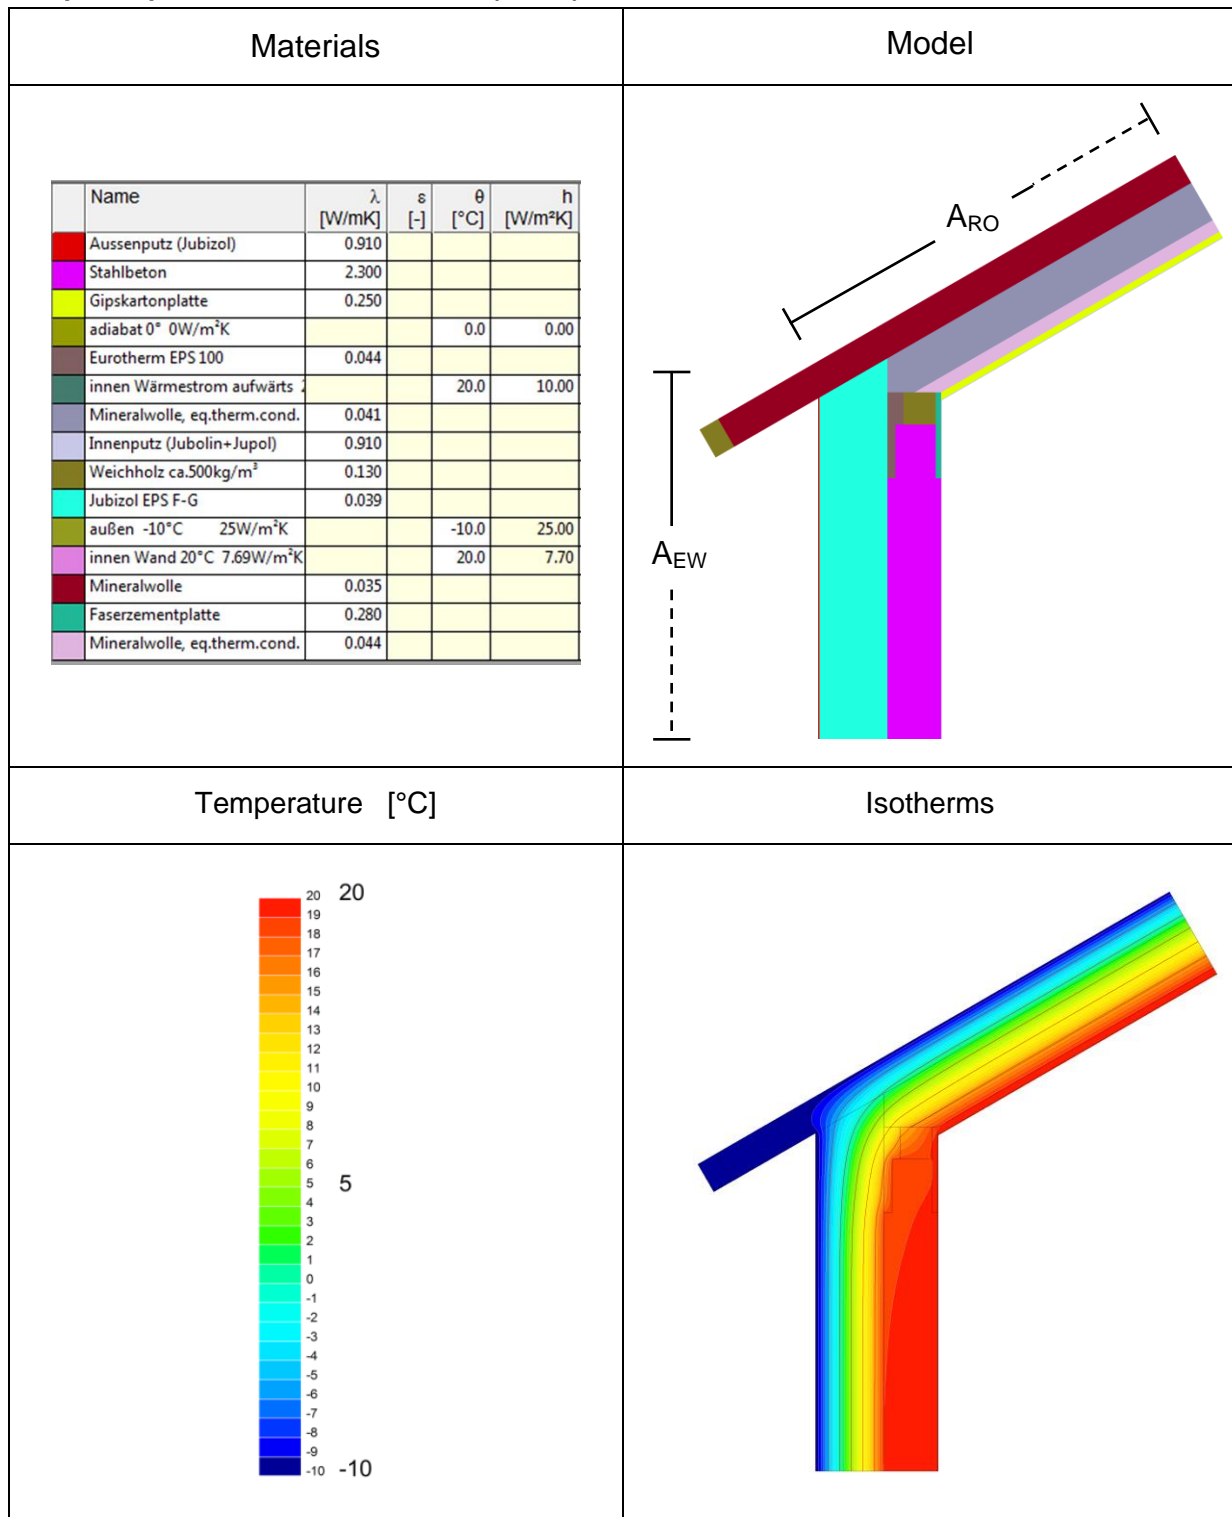 Materials
Model
Name λ ε θ h
[W/mK] [-] [°C] [W/m²K]
Aussenputz (Jubizol) 0.910
Stahlbeton 2.300
Gipskartonplatte 0.250
adiabat 0° 0W/m²K 0.0 0.00
Eurotherm EPS 100 0.044
innen Wärmestrom aufwärts 20.0 10.00
Mineralwolle, eq.therm.cond. 0.041
Innenputz (Jubolin+Jupol) 0.910
Weichholz ca.500kg/m³ 0.130
Jubizol EPS F-G 0.039
außen -10°C 25W/m²K -10.0 25.00
innen Wand 20°C 7.69W/m²K 20.0 7.70
Mineralwolle 0.035
Faserzementplatte 0.280
Mineralwolle, eq.therm.cond. 0.044
A_RO
A_EW
Temperature [°C]
Isotherms
20 20
19
18
17
16
15
14
13
12
11
10
9
8
7
6
5 5
4
3
2
1
0
-1
-2
-3
-4
-5
-6
-7
-8
-9
-10 -10